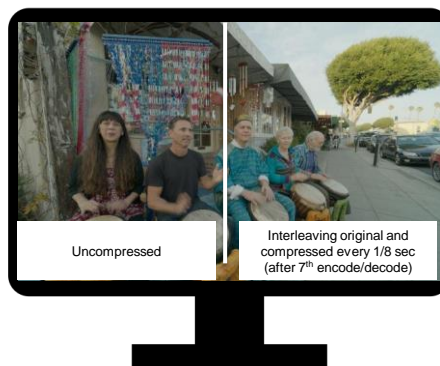 Uncompressed
Interleaving original and
compressed every 1/8 sec
(after 7th encode/decode)